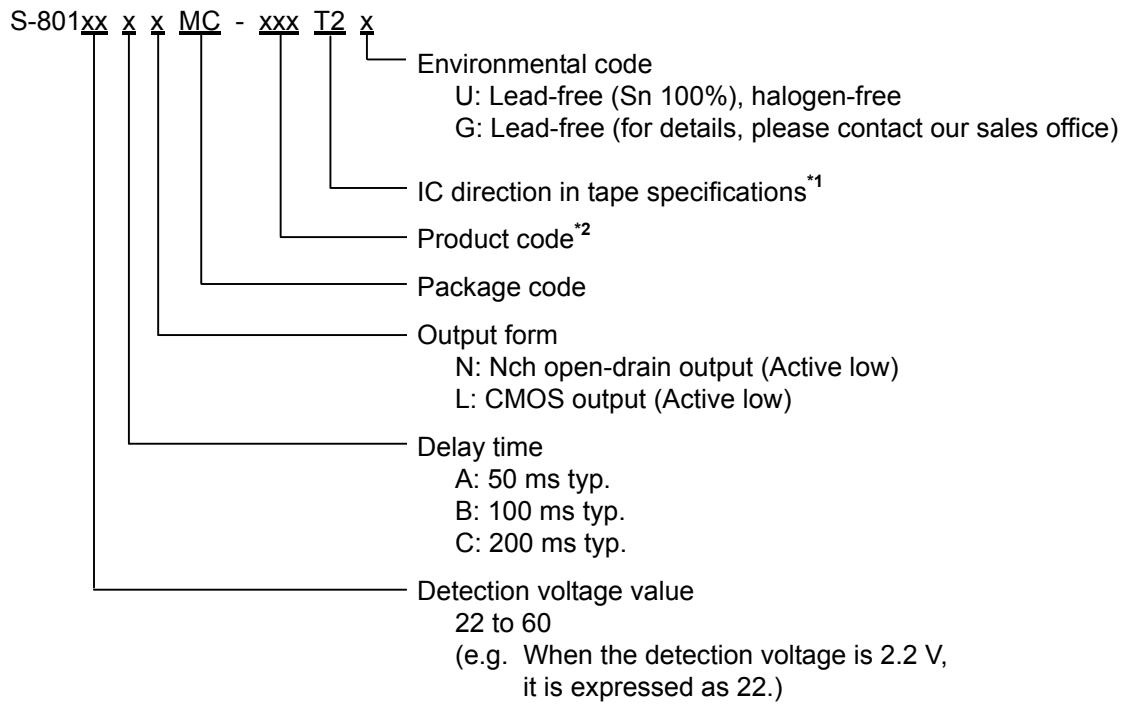 S-801xx x x MC - xxx T2 x
Environmental code
U: Lead-free (Sn 100%), halogen-free
G: Lead-free (for details, please contact our sales office)
IC direction in tape specifications*1
Product code*2
Package code
Output form
N: Nch open-drain output (Active low)
L: CMOS output (Active low)
Delay time
A: 50 ms typ.
B: 100 ms typ.
C: 200 ms typ.
Detection voltage value
22 to 60
(e.g. When the detection voltage is 2.2 V,
it is expressed as 22.)